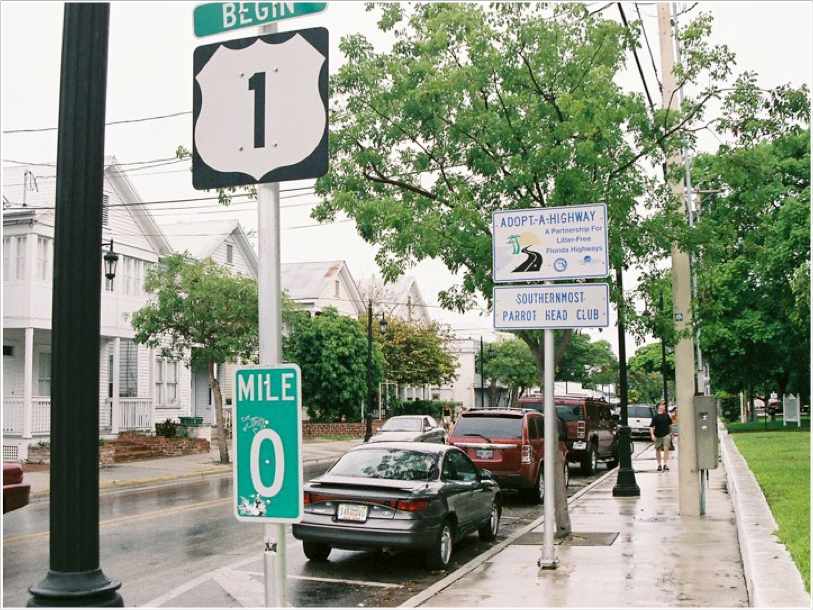 BEGIN
1
MILE
0
ADOPT-A-HIGHWAY
A Partnership For
Litter-Free
Florida Highways
SOUTHERNMOST
PARROT HEAD CLUB